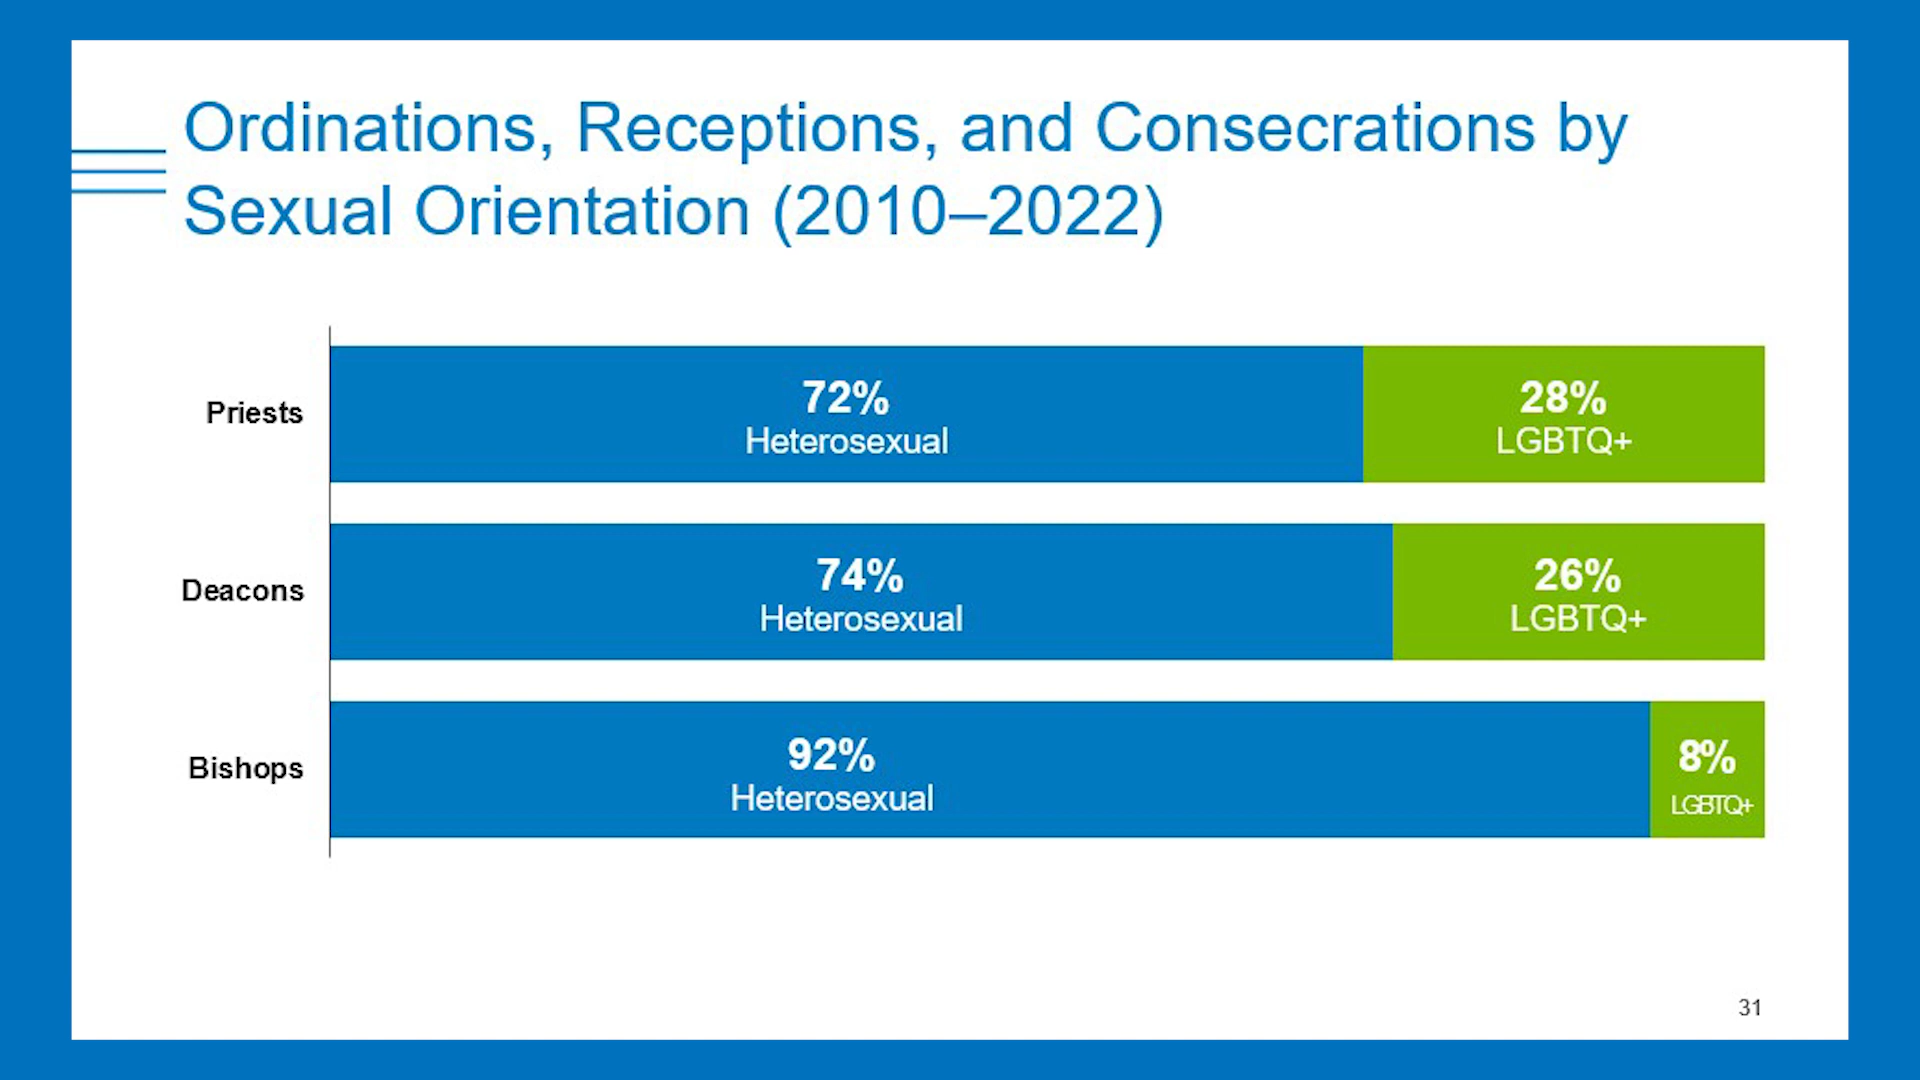 Ordinations, Receptions, and Consecrations by
Sexual Orientation (2010–2022)
Priests
72%
Heterosexual
28%
LGBTQ+
Deacons
74%
Heterosexual
26%
LGBTQ+
Bishops
92%
Heterosexual
8%
LGBTQ+
31